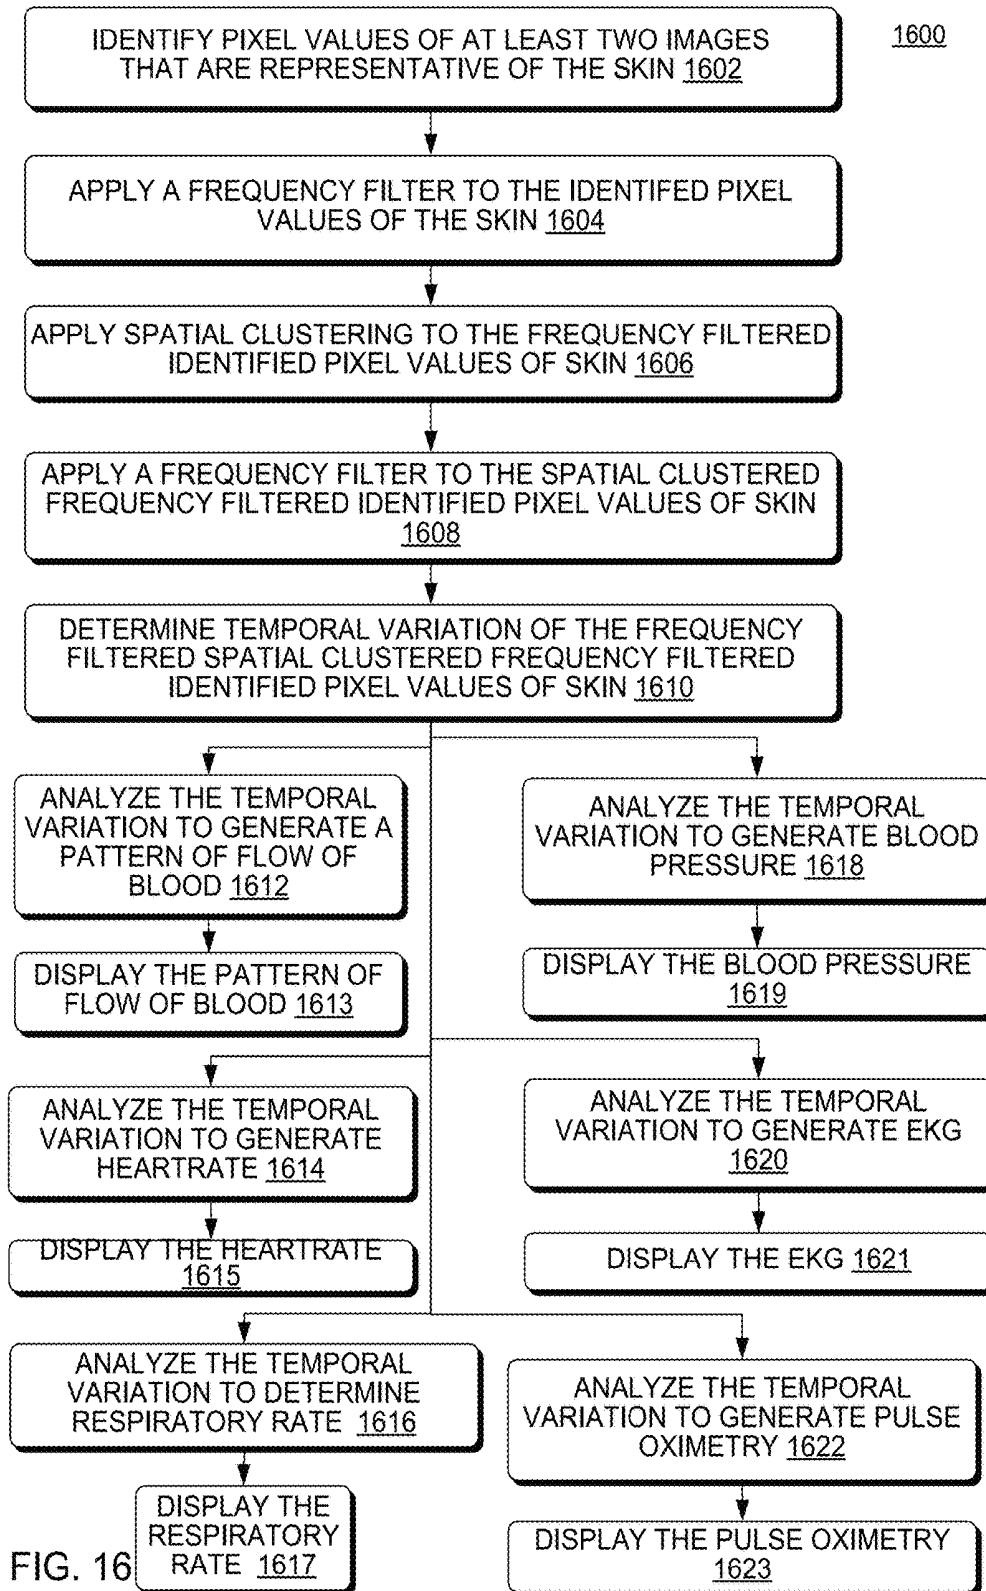 1600
IDENTIFY PIXEL VALUES OF AT LEAST TWO IMAGES
THAT ARE REPRESENTATIVE OF THE SKIN 1602
APPLY A FREQUENCY FILTER TO THE IDENTIFED PIXEL
VALUES OF THE SKIN 1604
APPLY SPATIAL CLUSTERING TO THE FREQUENCY FILTERED
IDENTIFIED PIXEL VALUES OF SKIN 1606
APPLY A FREQUENCY FILTER TO THE SPATIAL CLUSTERED
FREQUENCY FILTERED IDENTIFIED PIXEL VALUES OF SKIN
1608
DETERMINE TEMPORAL VARIATION OF THE FREQUENCY
FILTERED SPATIAL CLUSTERED FREQUENCY FILTERED
IDENTIFIED PIXEL VALUES OF SKIN 1610
ANALYZE THE TEMPORAL
VARIATION TO GENERATE A
PATTERN OF FLOW OF
BLOOD 1612
DISPLAY THE PATTERN OF
FLOW OF BLOOD 1613
ANALYZE THE TEMPORAL
VARIATION TO GENERATE BLOOD
PRESSURE 1618
DISPLAY THE BLOOD PRESSURE
1619
ANALYZE THE TEMPORAL
VARIATION TO GENERATE
HEARTRATE 1614
DISPLAY THE HEARTRATE
1615
ANALYZE THE TEMPORAL
VARIATION TO GENERATE EKG
1620
DISPLAY THE EKG 1621
ANALYZE THE TEMPORAL
VARIATION TO DETERMINE
RESPIRATORY RATE 1616
DISPLAY THE
RESPIRATORY
RATE 1617
ANALYZE THE TEMPORAL
VARIATION TO GENERATE PULSE
OXIMETRY 1622
DISPLAY THE PULSE OXIMETRY
1623
FIG. 16